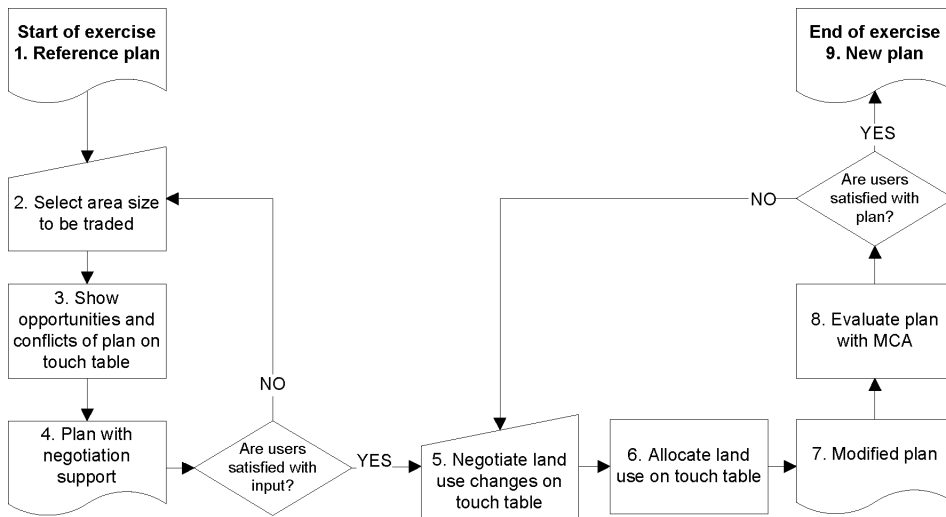 Start of exercise
1. Reference plan
2. Select area size
to be traded
3. Show
opportunities and
conflicts of plan on
touch table
4. Plan with
negotiation
support
Are users
satisfied with
input?
NO
YES
5. Negotiate land
use changes on
touch table
6. Allocate land
use on touch table
7. Modified plan
8. Evaluate plan
with MCA
Are users
satisfied with
plan?
NO
YES
End of exercise
9. New plan